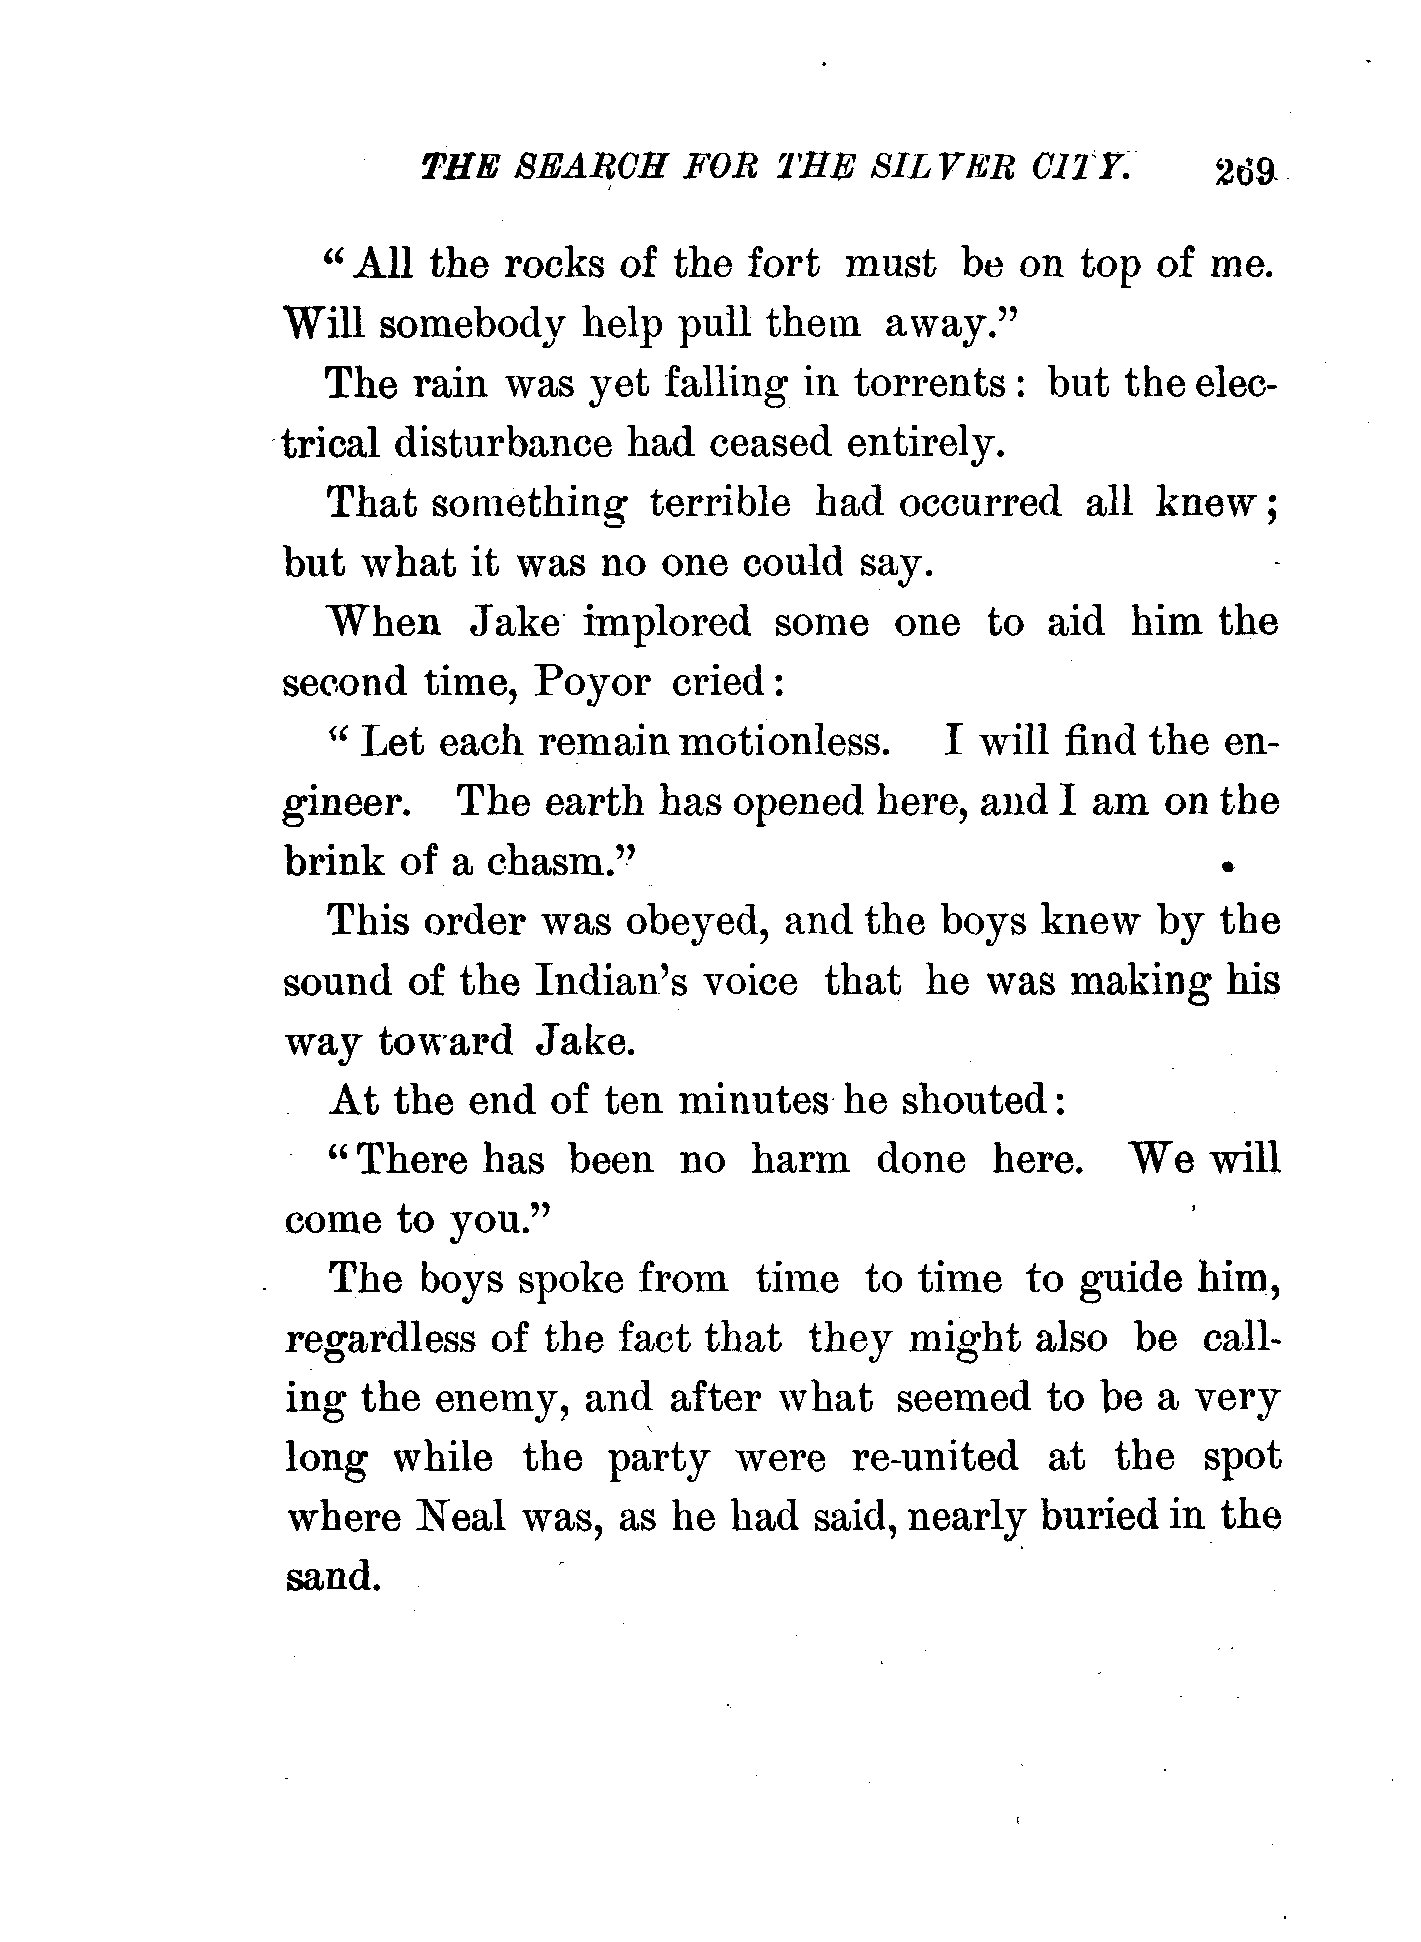 THE SEARCH FOR THE SILVER CITY. 269
“All the rocks of the fort must be on top of me.
Will somebody help pull them away.”
The rain was yet falling in torrents: but the elec-
trical disturbance had ceased entirely.
That something terrible had occurred all knew;
but what it was no one could say.
When Jake implored some one to aid him the
second time, Poyor cried:
“Let each remain motionless. I will find the en-
gineer. The earth has opened here, and I am on the
brink of a chasm.”
This order was obeyed, and the boys knew by the
sound of the Indian’s voice that he was making his
way toward Jake.
At the end of ten minutes he shouted:
“There has been no harm done here. We will
come to you.”
The boys spoke from time to time to guide him,
regardless of the fact that they might also be call-
ing the enemy, and after what seemed to be a very
long while the party were re-united at the spot
where Neal was, as he had said, nearly buried in the
sand.